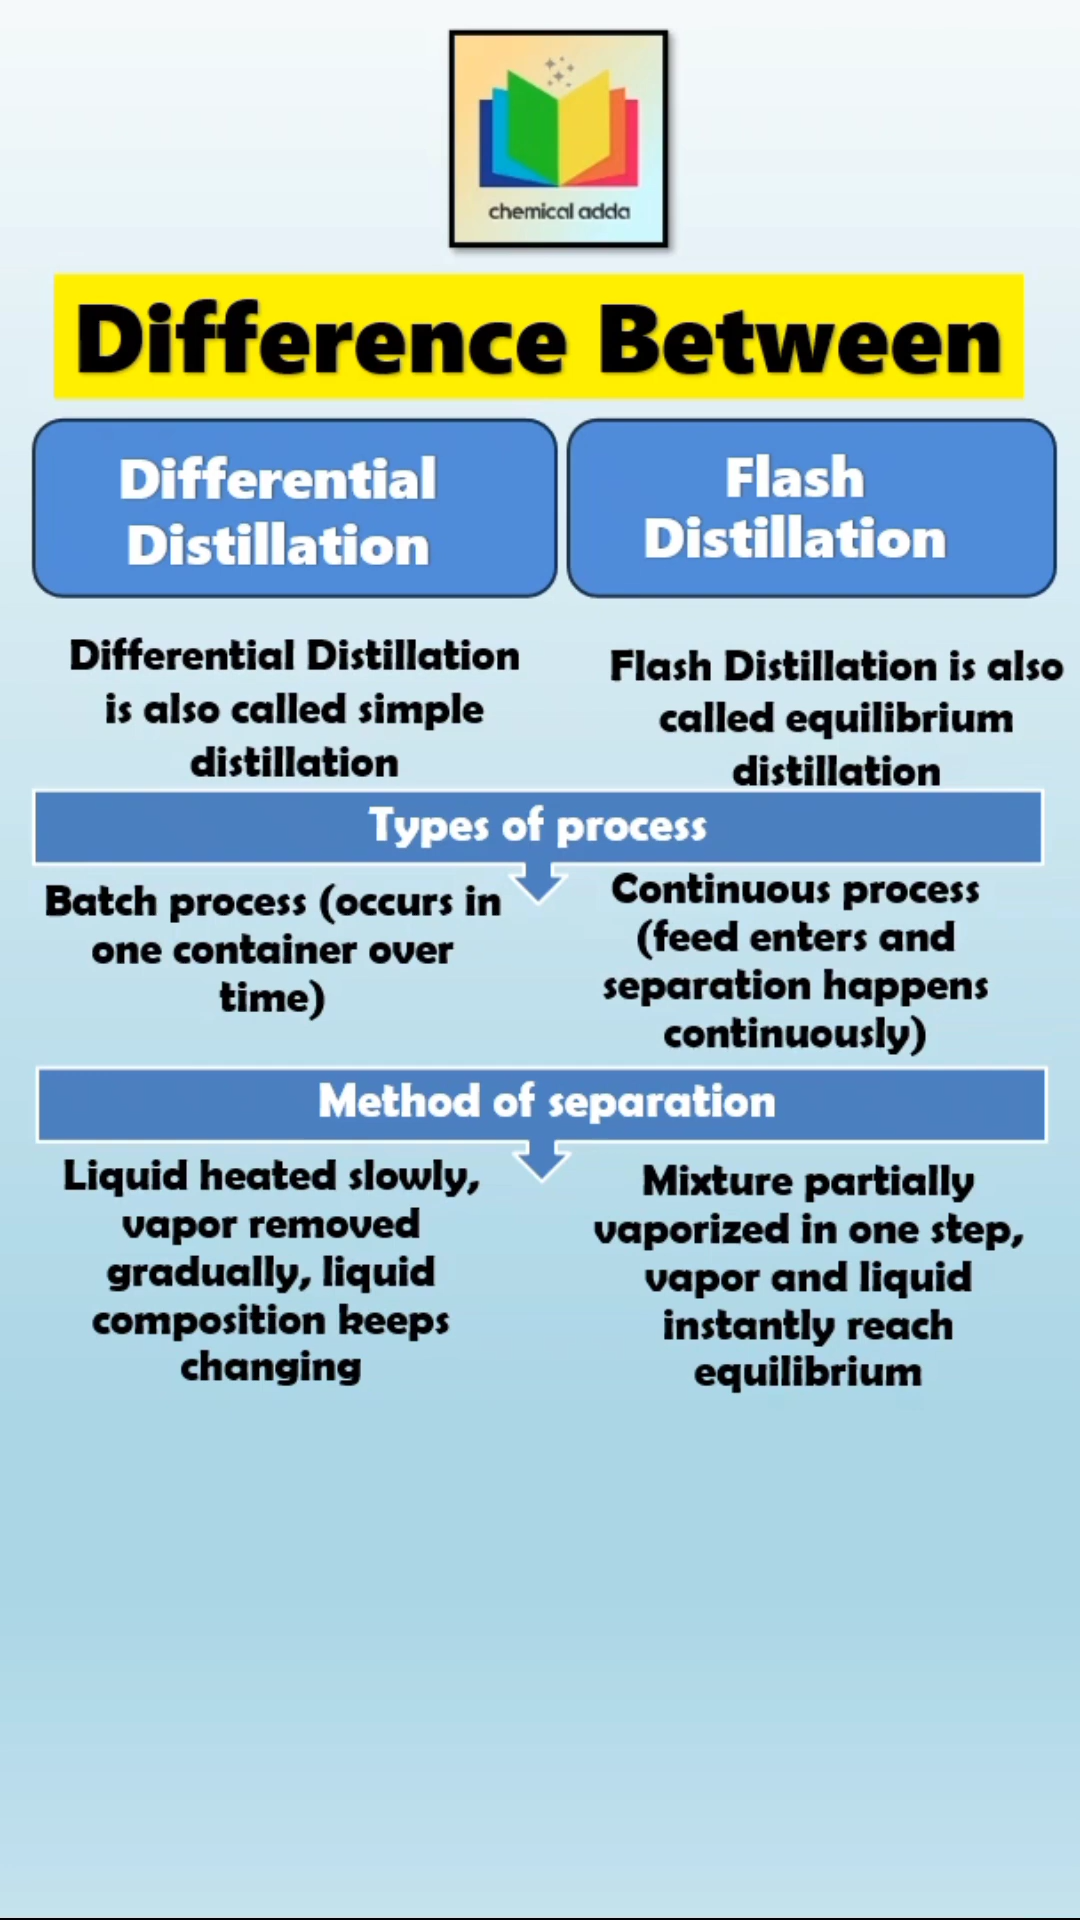 chemical adda
Difference Between
Differential
Distillation
Flash
Distillation
Differential Distillation
is also called simple
distillation
Flash Distillation is also
called equilibrium
distillation
Types of process
Batch process (occurs in
one container over
time)
Continuous process
(feed enters and
separation happens
continuously)
Method of separation
Liquid heated slowly,
vapor removed
gradually, liquid
composition keeps
changing
Mixture partially
vaporized in one step,
vapor and liquid
instantly reach
equilibrium